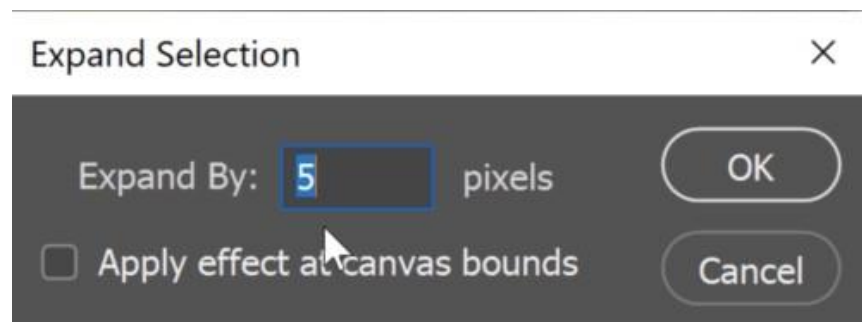 Expand Selection
Expand By: 5 pixels
OK
Apply effect at canvas bounds
Cancel